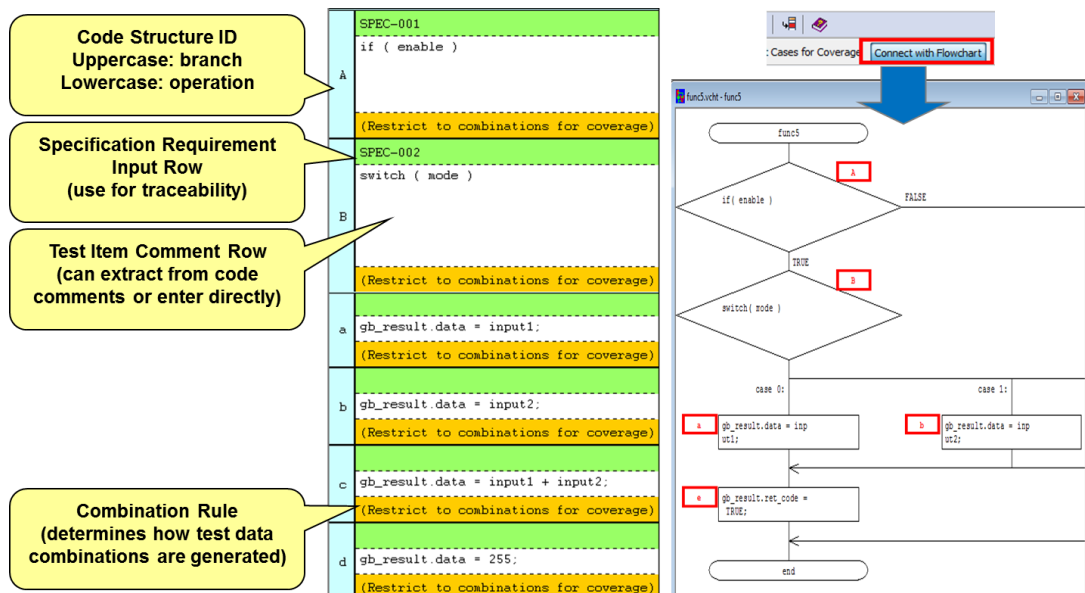 Code Structure ID
Uppercase: branch
Lowercase: operation
Specification Requirement
Input Row
(use for traceability)
Test Item Comment Row
(can extract from code
comments or enter directly)
Combination Rule
(determines how test data
combinations are generated)
SPEC-001
A
if ( enable )
(Restrict to combinations for coverage)
SPEC-002
B
switch ( mode )
(Restrict to combinations for coverage)
a
gb_result.data = input1;
(Restrict to combinations for coverage)
b
gb_result.data = input2;
(Restrict to combinations for coverage)
c
gb_result.data = input1 + input2;
(Restrict to combinations for coverage)
d
gb_result.data = 255;
(Restrict to combinations for coverage)
: Cases for Coverage
Connect with Flowchart
func5.vcht - func5
func5
A
if( enable )
FALSE
TRUE
B
switch( mode )
case 0:
case 1:
a
gb_result.data = inp
ut1;
b
gb_result.data = inp
ut2;
e
gb_result.ret_code =
TRUE;
end